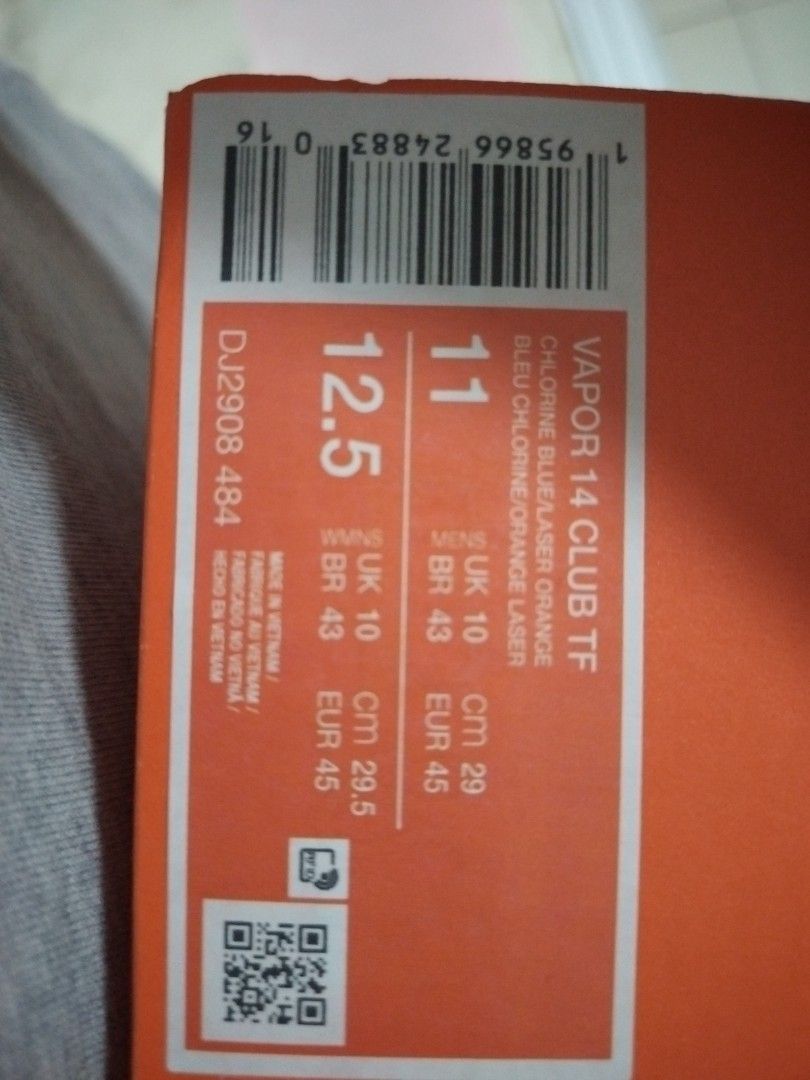 1 95866 24883 0 16
VAPOR 14 CLUB TF
CHLORINE BLUE/LASER ORANGE
BLEU CHLORINE/ORANGE LASER
11 MENS UK 10 cm 29
BR 43 EUR 45
12.5 WMNS UK 10 cm 29.5
BR 43 EUR 45
DJ2908 484
MADE IN VIETNAM /
FABRIQUE AU VIETNAM /
FABRICADO NO VIETNÃ /
HECHO EN VIETNAM